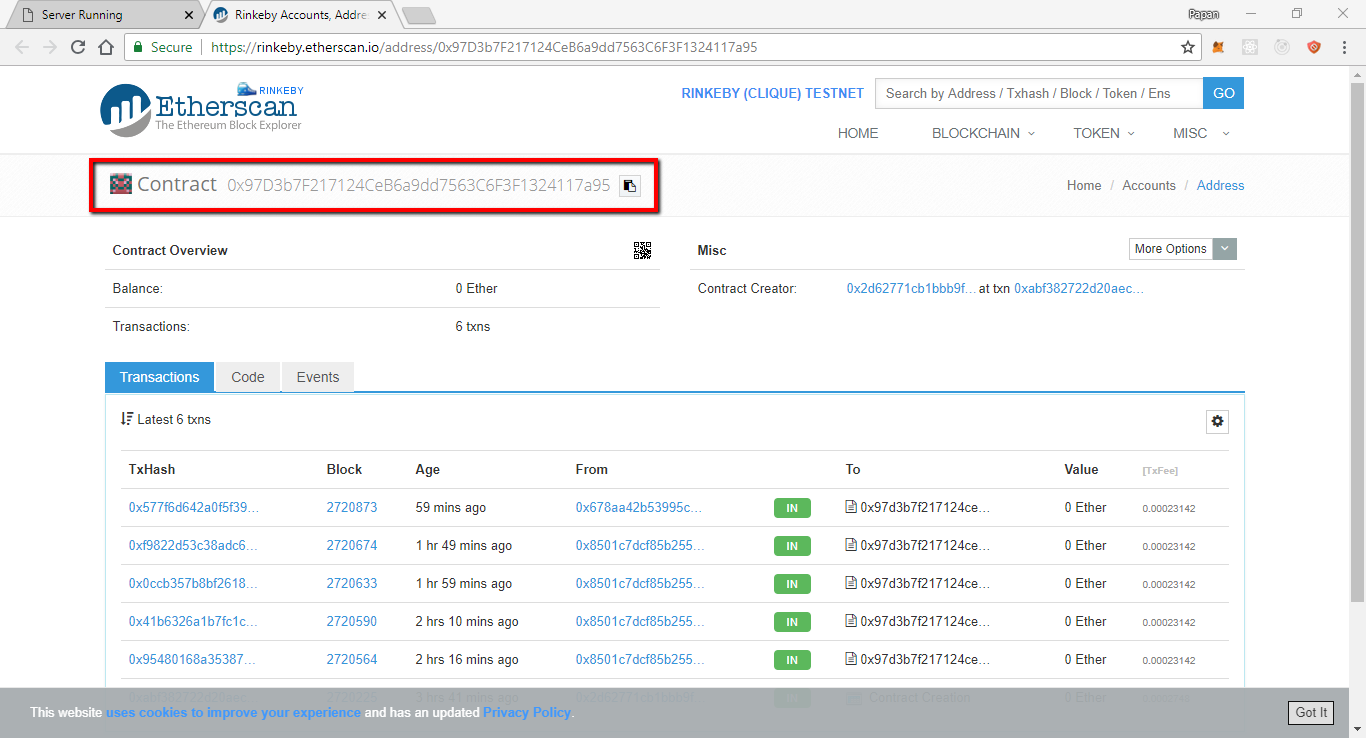 Server Running
Rinkeby Accounts, Addre
Papan
Secure https://rinkeby.etherscan.io/address/0x97D3b7F217124CeB6a9dd7563C6F3F1324117a95
RINKEBY
Etherscan
The Ethereum Block Explorer
RINKEBY (CLIQUE) TESTNET
Search by Address / Txhash / Block / Token / Ens
GO
HOME BLOCKCHAIN TOKEN MISC
Contract 0x97D3b7F217124CeB6a9dd7563C6F3F1324117a95
Home / Accounts / Address
Contract Overview
Balance: 0 Ether
Transactions: 6 txns
Misc
More Options
Contract Creator: 0x2d62771cb1bbb9f... at txn 0xabf382722d20aec...
Transactions Code Events
Latest 6 txns
TxHash Block Age From To Value [TxFee]
0x577f6d642a0f5f39... 2720873 59 mins ago 0x678aa42b53995c... IN 0x97d3b7f217124ce... 0 Ether 0.00023142
0xf9822d53c38adc6... 2720674 1 hr 49 mins ago 0x8501c7dcf85b255... IN 0x97d3b7f217124ce... 0 Ether 0.00023142
0x0ccb357b8bf2618... 2720633 1 hr 59 mins ago 0x8501c7dcf85b255... IN 0x97d3b7f217124ce... 0 Ether 0.00023142
0x41b6326a1b7fc1c... 2720590 2 hrs 10 mins ago 0x8501c7dcf85b255... IN 0x97d3b7f217124ce... 0 Ether 0.00023142
0x95480168a35387... 2720564 2 hrs 16 mins ago 0x8501c7dcf85b255... IN 0x97d3b7f217124ce... 0 Ether 0.00023142
0xabf382722d20aec... 3 hrs 41 mins ago 0x2d62771cb1bbb9f... IN Contract Creation
This website uses cookies to improve your experience and has an updated Privacy Policy.
Got It